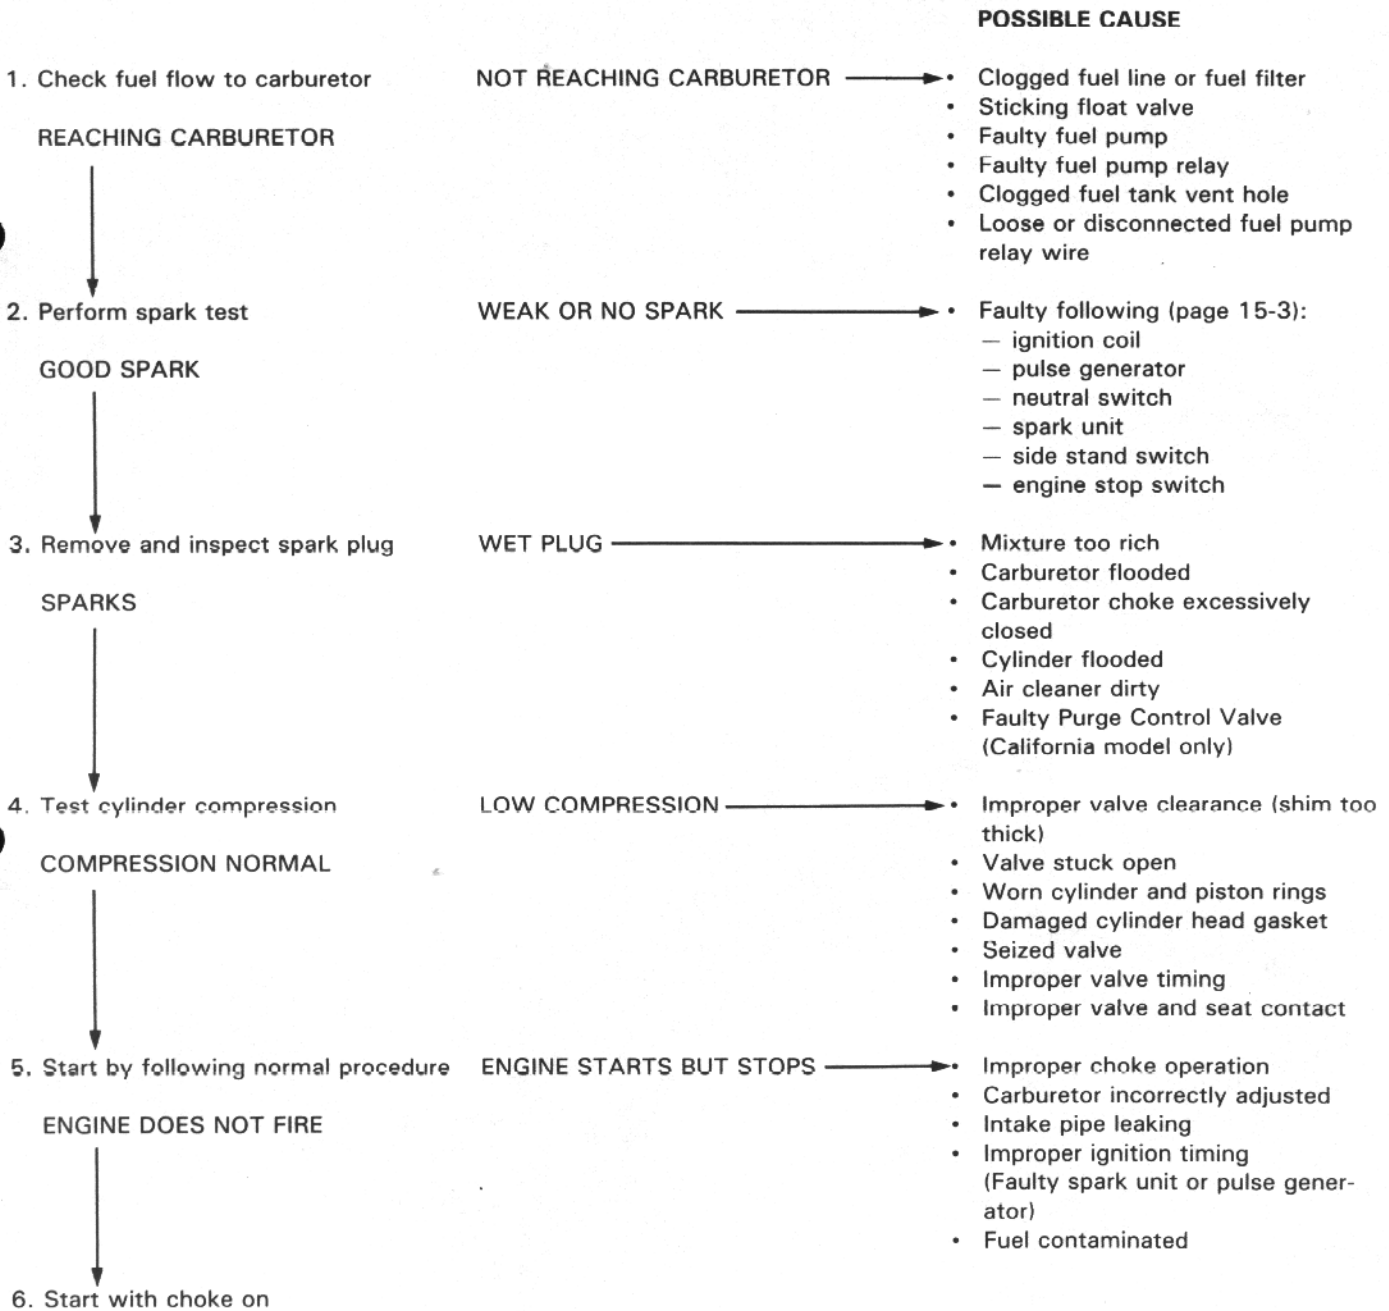 POSSIBLE CAUSE
1. Check fuel flow to carburetor
NOT REACHING CARBURETOR
• Clogged fuel line or fuel filter
• Sticking float valve
REACHING CARBURETOR
• Faulty fuel pump
• Faulty fuel pump relay
• Clogged fuel tank vent hole
• Loose or disconnected fuel pump
relay wire
2. Perform spark test
WEAK OR NO SPARK
• Faulty following (page 15-3):
— ignition coil
GOOD SPARK
— pulse generator
— neutral switch
— spark unit
— side stand switch
— engine stop switch
3. Remove and inspect spark plug
WET PLUG
• Mixture too rich
• Carburetor flooded
SPARKS
• Carburetor choke excessively
closed
• Cylinder flooded
• Air cleaner dirty
• Faulty Purge Control Valve
(California model only)
4. Test cylinder compression
LOW COMPRESSION
• Improper valve clearance (shim too
thick)
COMPRESSION NORMAL
• Valve stuck open
• Worn cylinder and piston rings
• Damaged cylinder head gasket
• Seized valve
• Improper valve timing
• Improper valve and seat contact
5. Start by following normal procedure
ENGINE STARTS BUT STOPS
• Improper choke operation
• Carburetor incorrectly adjusted
ENGINE DOES NOT FIRE
• Intake pipe leaking
• Improper ignition timing
(Faulty spark unit or pulse gener-
ator)
• Fuel contaminated
6. Start with choke on